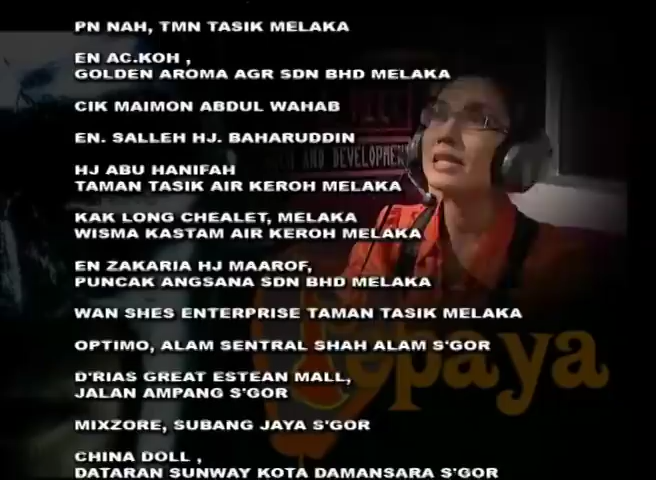 PN NAH, TMN TASIK MELAKA
EN AC.KOH ,
GOLDEN AROMA AGR SDN BHD MELAKA
CIK MAIMON ABDUL WAHAB
EN. SALLEH HJ. BAHARUDDIN
HJ ABU HANIFAH
TAMAN TASIK AIR KEROH MELAKA
KAK LONG CHEALET, MELAKA
WISMA KASTAM AIR KEROH MELAKA
EN ZAKARIA HJ MAAROF,
PUNCAK ANGSANA SDN BHD MELAKA
WAN SHES ENTERPRISE TAMAN TASIK MELAKA
OPTIMO, ALAM SENTRAL SHAH ALAM S'GOR
D'RIAS GREAT ESTEAN MALL,
JALAN AMPANG S'GOR
MIXZORE, SUBANG JAYA S'GOR
CHINA DOLL ,
DATARAN SUNWAY KOTA DAMANSARA S'GOR
AND DEVELOPMENT
epaya